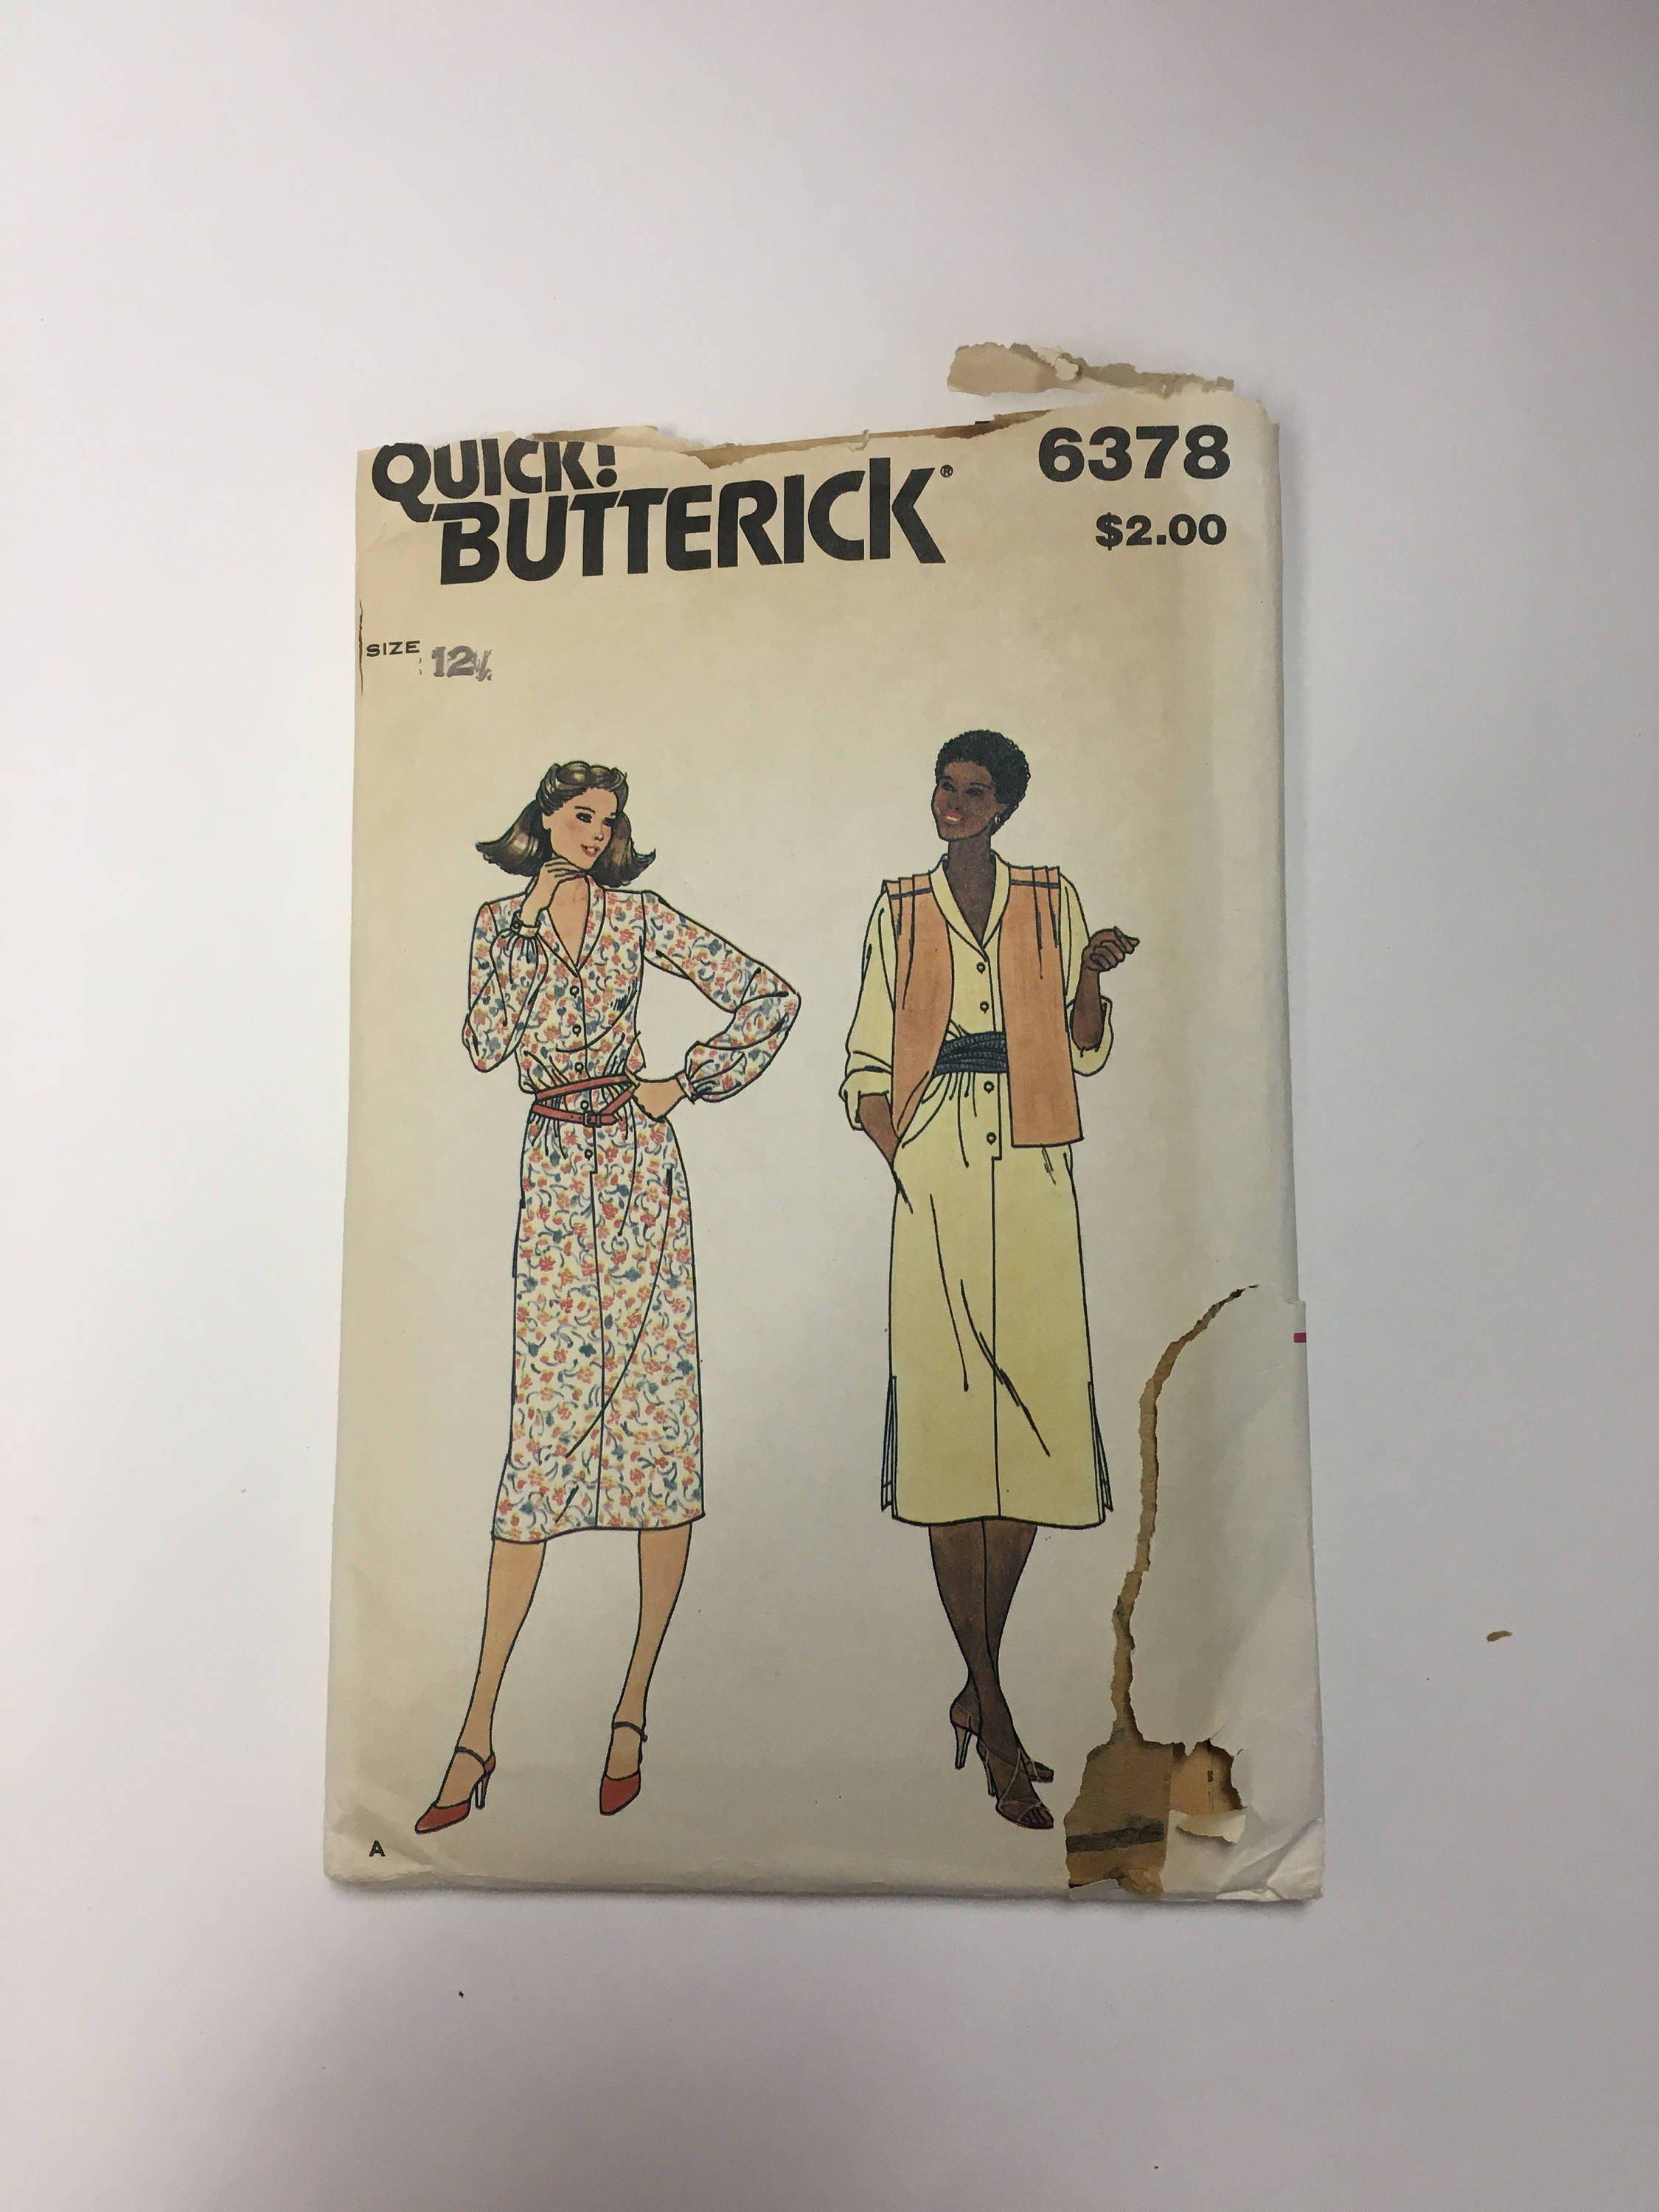 QUICK!
BUTTERICK®
6378
$2.00
SIZE
12½
A